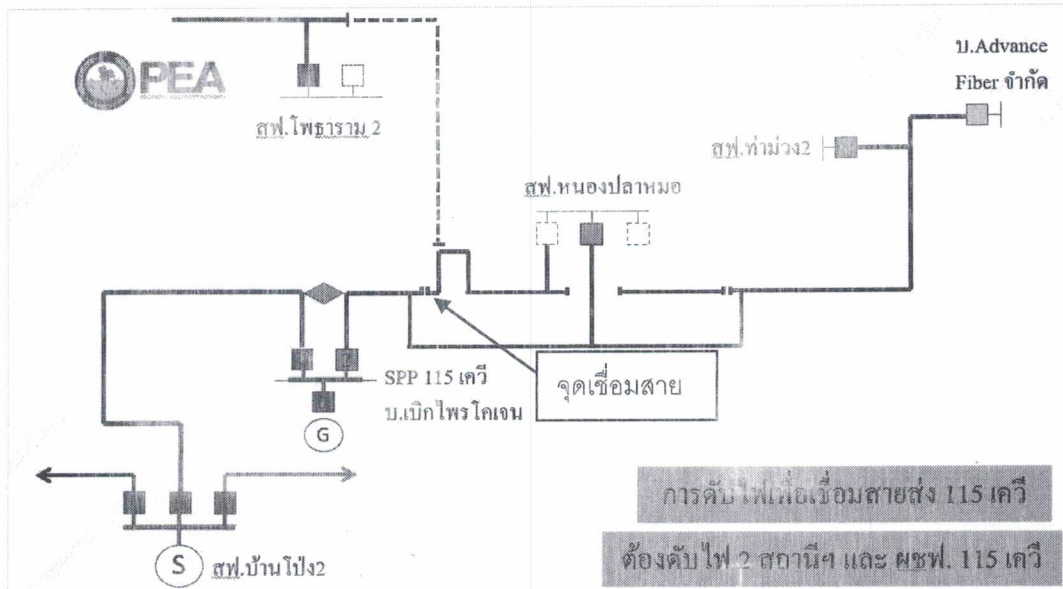 PEA
สฟ.โพธาราม 2
บ.Advance
Fiber จำกัด
สฟ.ท่าม่วง2
สฟ.หนองปลาหมอ
SPP 115 เควี
บ.เบิกไพรโคเจน
จุดเชื่อมสาย
G
S
สฟ.บ้านโป่ง2
การดับไฟเพื่อเชื่อมสายส่ง 115 เควี
ต้องดับไฟ 2 สถานีฯ และ ผชฟ. 115 เควี